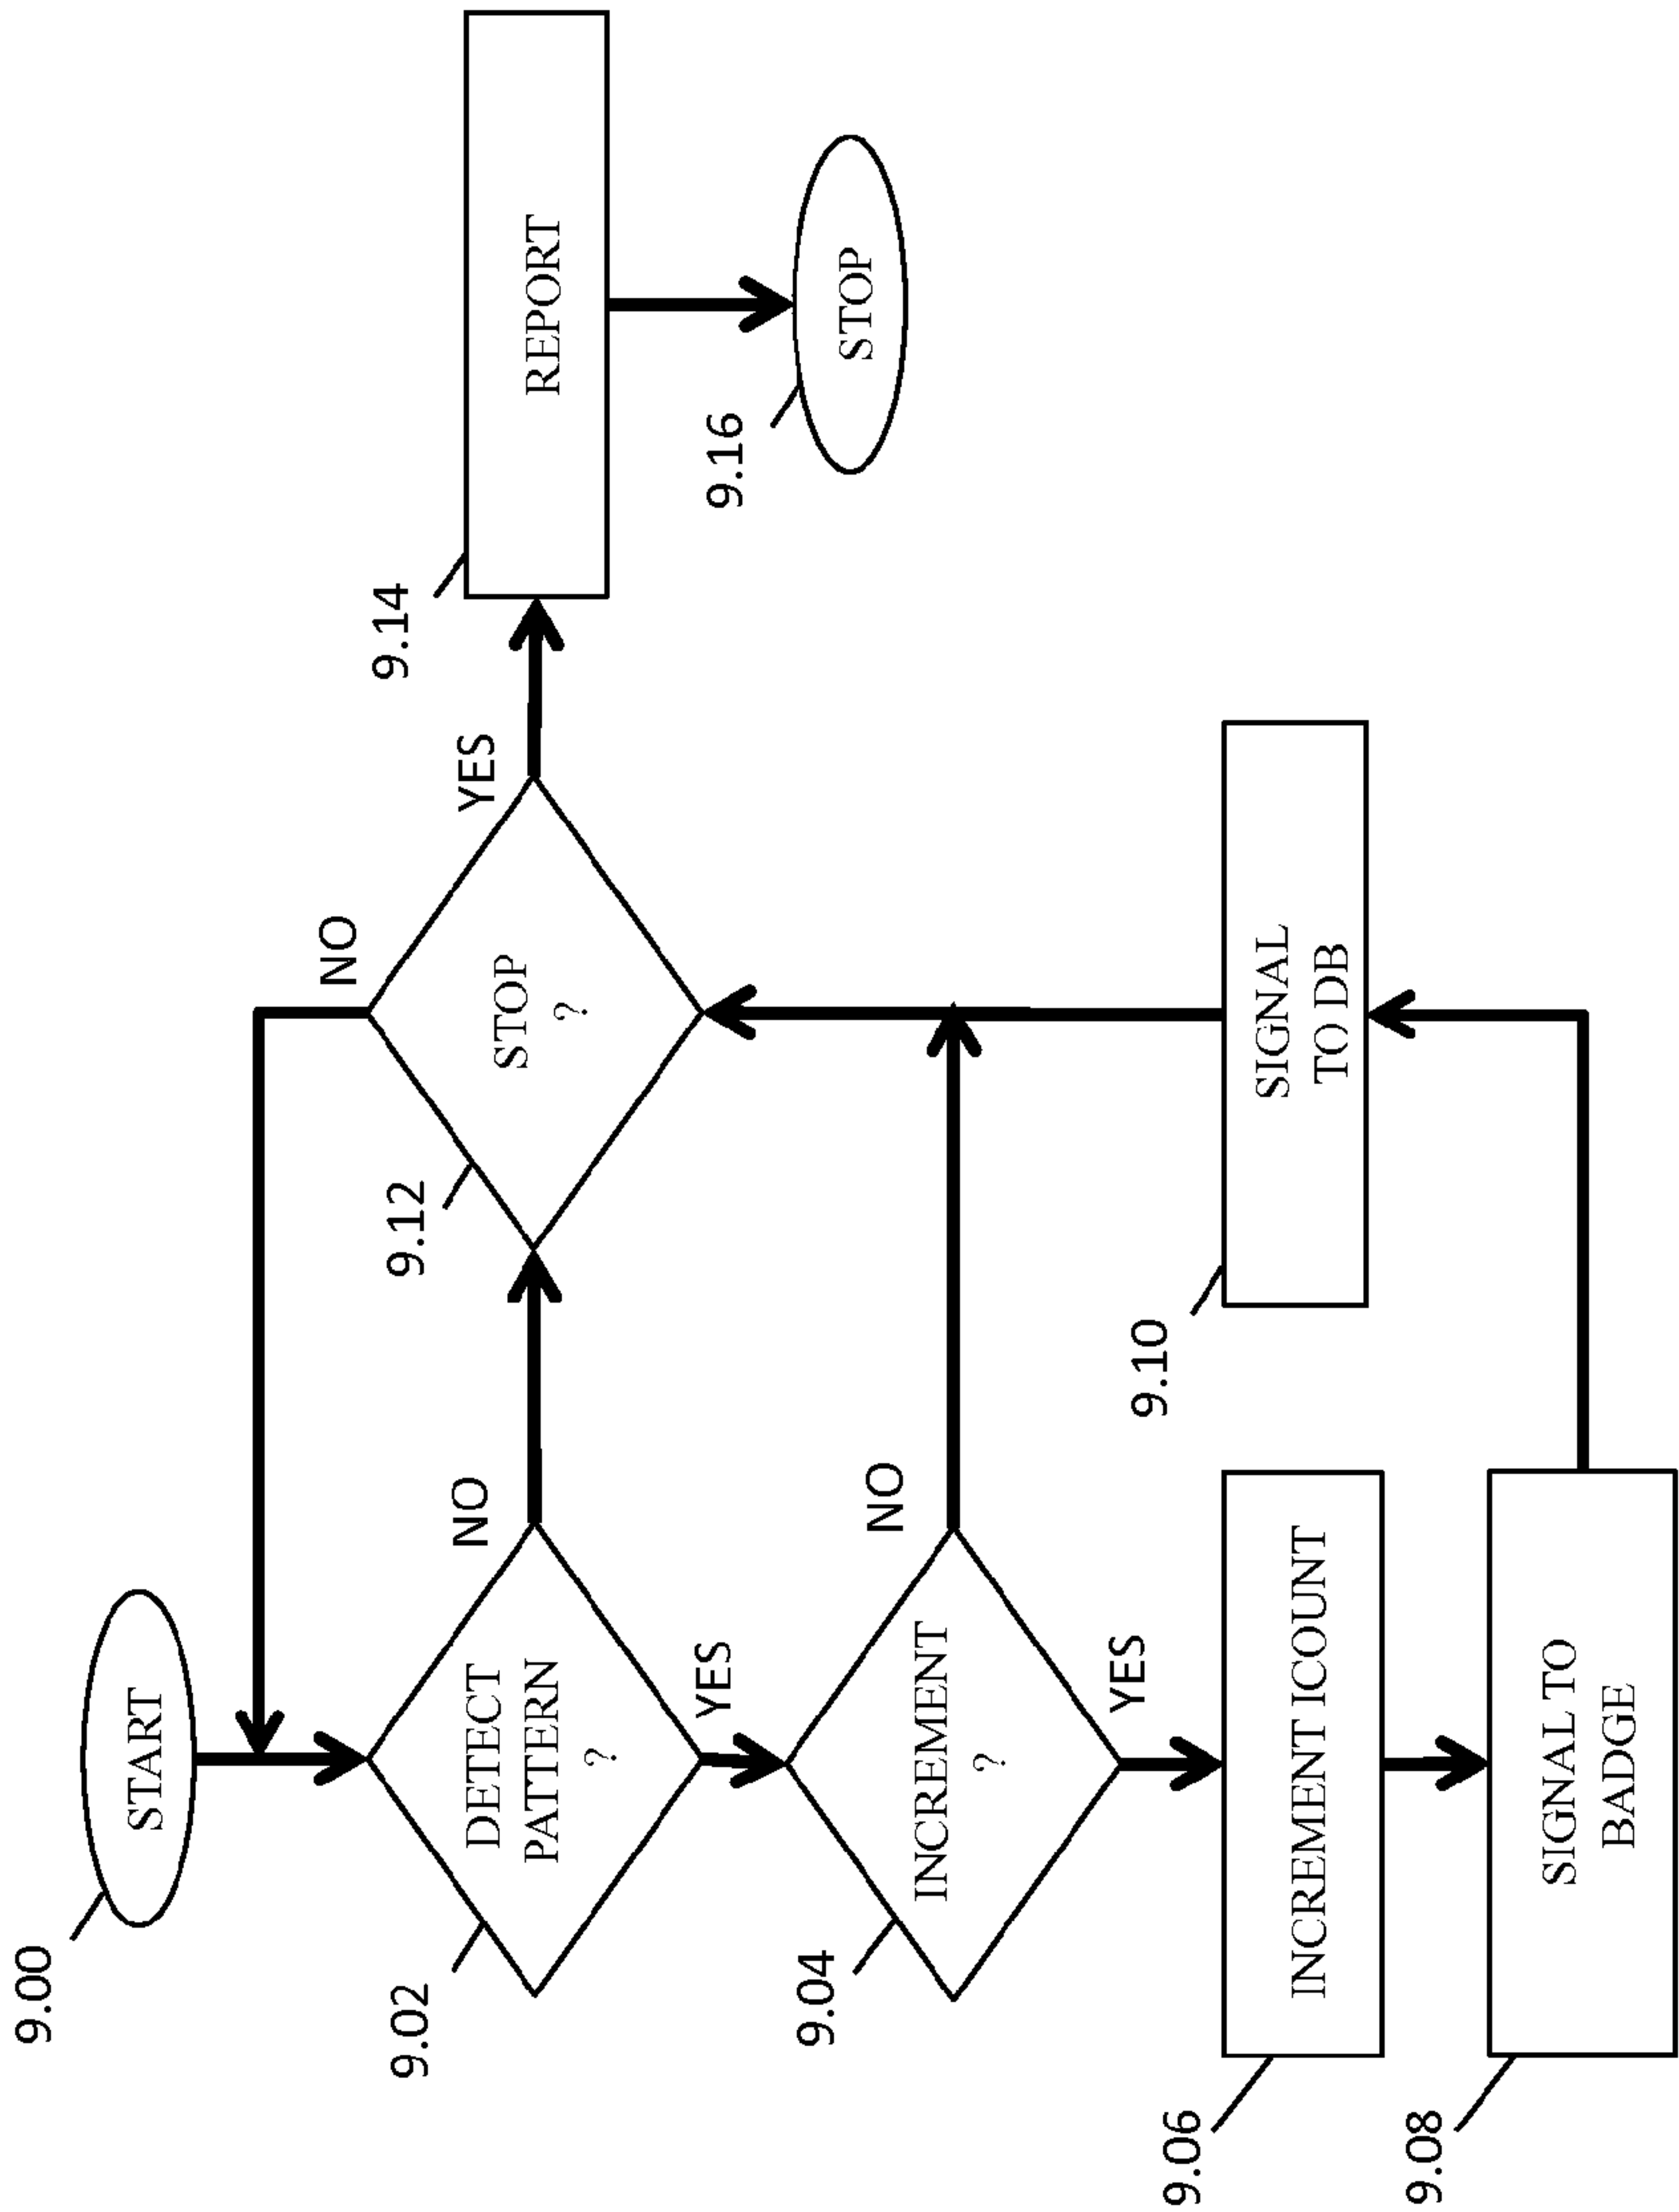 9.00
START
9.02
DETECT
PATTERN
?
NO
YES
9.04
INCREMENT
?
NO
YES
9.06
INCREMENT ICOUNT
9.08
SIGNAL TO
BADGE
9.10
SIGNAL
TO DB
9.12
STOP
?
NO
YES
9.14
REPORT
9.16
STOP